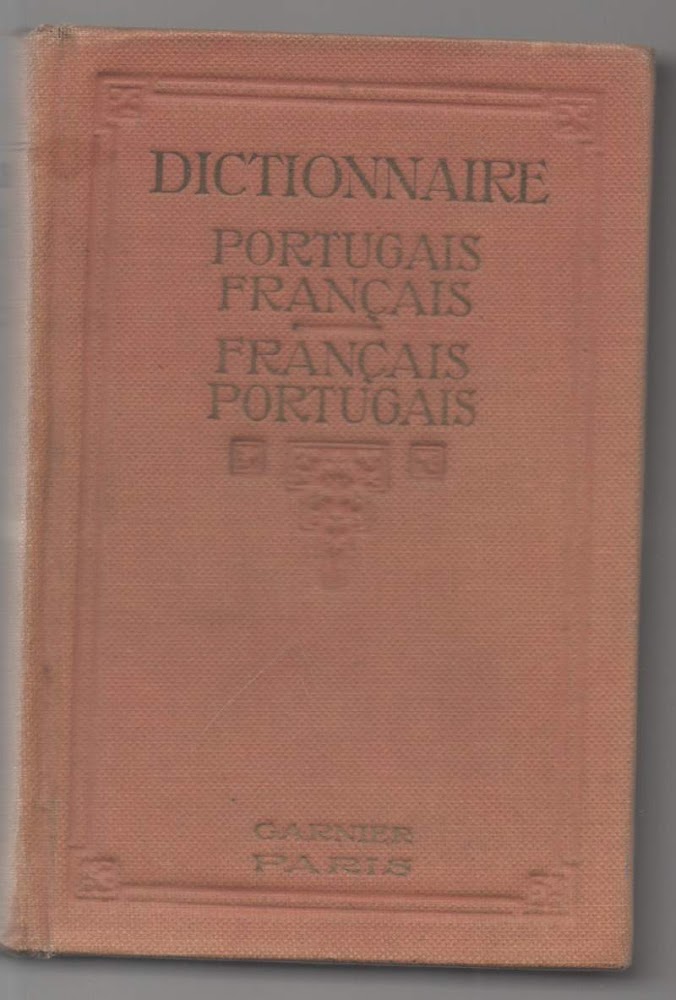 DICTIONNAIRE
PORTUGAIS
FRANÇAIS
FRANÇAIS
PORTUGAIS
GARNIER
PARIS